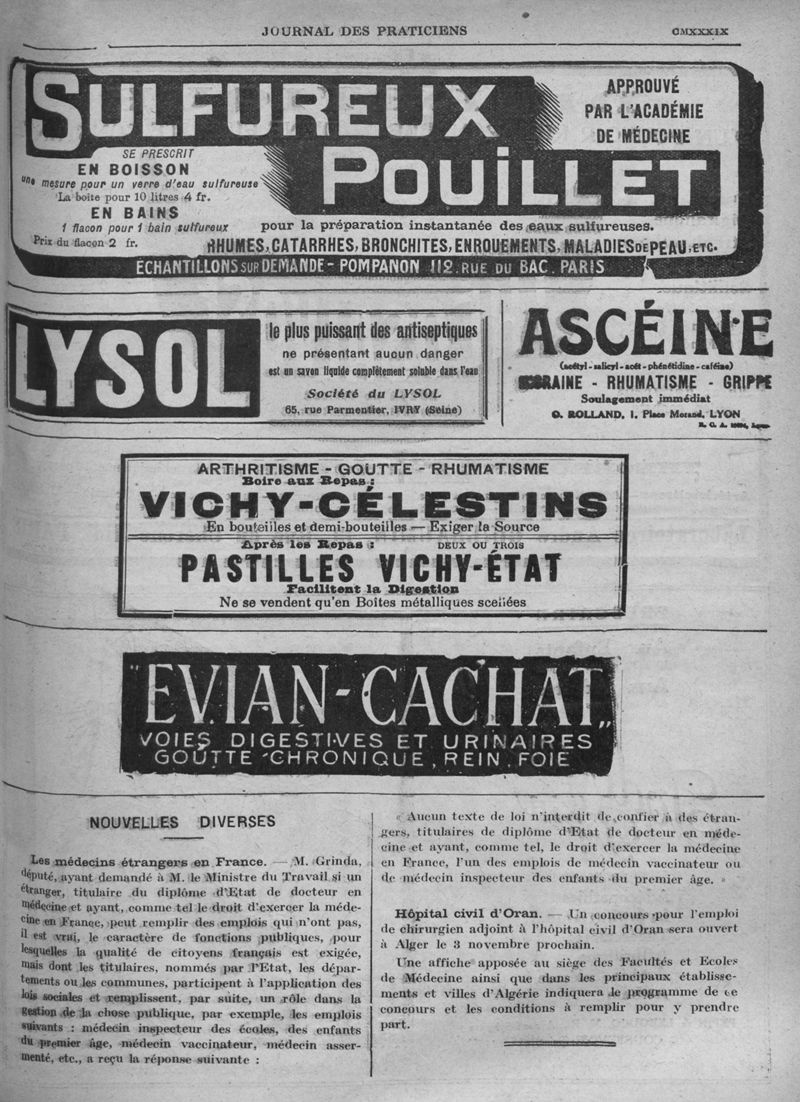 JOURNAL DES PRATICIENS
CMXXXIX
SULFUREUX
POUILLET
APPROUVÉ
PAR L'ACADÉMIE
DE MÉDECINE
SE PRESCRIT
EN BOISSON
une mesure pour un verre d'eau sulfureuse
La boite pour 10 litres 4 fr.
EN BAINS
1 flacon pour 1 bain sulfureux
Prix du flacon 2 fr.
pour la préparation instantanée des eaux sulfureuses.
RHUMES, CATARRHES, BRONCHITES, ENROUEMENTS, MALADIES DE PEAU, ETC.
ÉCHANTILLONS SUR DEMANDE - POMPANON 112. RUE DU BAC. PARIS
LYSOL
le plus puissant des antiseptiques
ne présentant aucun danger
est un savon liquide complètement soluble dans l'eau
Société du LYSOL
65, rue Parmentier, IVRY (Seine)
ASCÉINE
(acétyl-salicyl-acét-phénétidine-caféine)
RAINE - RHUMATISME - GRIPPE
Soulagement immédiat
O. ROLLAND, 1, Place Morand, LYON
R. C. A.
ARTHRITISME - GOUTTE - RHUMATISME
Boire aux Repas :
VICHY-CÉLESTINS
En bouteilles et demi-bouteilles — Exiger la Source
Après les Repas : DEUX OU TROIS
PASTILLES VICHY-ÉTAT
Facilitent la Digestion
Ne se vendent qu'en Boîtes métalliques scellées
"EVIAN-CACHAT„
VOIES DIGESTIVES ET URINAIRES
GOUTTE CHRONIQUE, REIN, FOIE
NOUVELLES DIVERSES
Les médecins étrangers en France. — M. Grinda,
député, ayant demandé à M. le Ministre du Travail si un
étranger, titulaire du diplôme d'Etat de docteur en
médecine et ayant, comme tel le droit d'exercer la méde-
cine en France, peut remplir des emplois qui n'ont pas,
il est vrai, le caractère de fonctions publiques, pour
lesquelles la qualité de citoyens français est exigée,
mais dont les titulaires, nommés par l'Etat, les dépar-
tements ou les communes, participent à l'application des
lois sociales et remplissent, par suite, un rôle dans la
gestion de la chose publique, par exemple, les emplois
suivants : médecin inspecteur des écoles, des enfants
du premier âge, médecin vaccinateur, médecin asser-
menté, etc., a reçu la réponse suivante :
« Aucun texte de loi n'interdit de confier à des étran-
gers, titulaires de diplôme d'Etat de docteur en méde-
cine et ayant, comme tel, le droit d'exercer la médecine
en France, l'un des emplois de médecin vaccinateur ou
de médecin inspecteur des enfants du premier âge. »
Hôpital civil d'Oran. — Un concours pour l'emploi
de chirurgien adjoint à l'hôpital civil d'Oran sera ouvert
à Alger le 3 novembre prochain.
Une affiche apposée au siège des Facultés et Ecoles
de Médecine ainsi que dans les principaux établisse-
ments et villes d'Algérie indiquera le programme de ce
concours et les conditions à remplir pour y prendre
part.